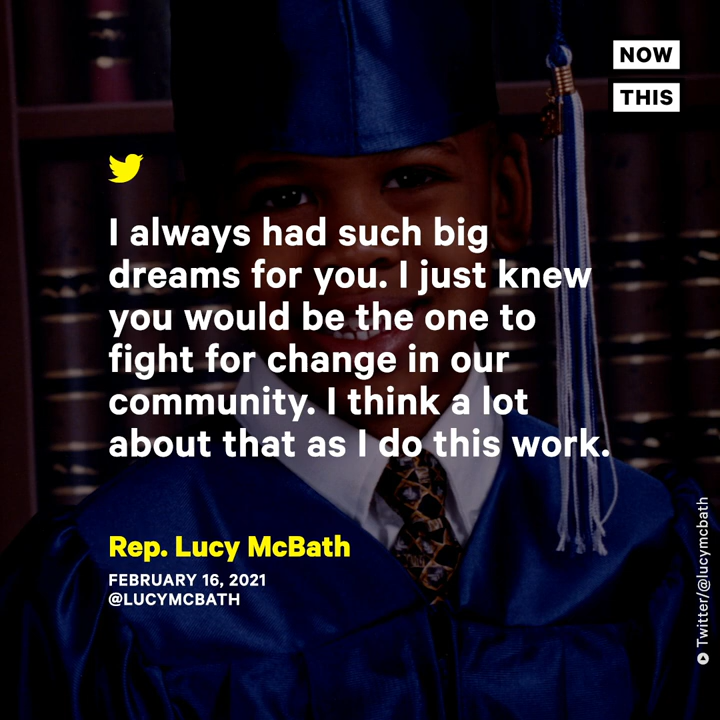 NOW
THIS
I always had such big
dreams for you. I just knew
you would be the one to
fight for change in our
community. I think a lot
about that as I do this work.
Rep. Lucy McBath
FEBRUARY 16, 2021
@LUCYMCBATH
Twitter/@lucymcbath